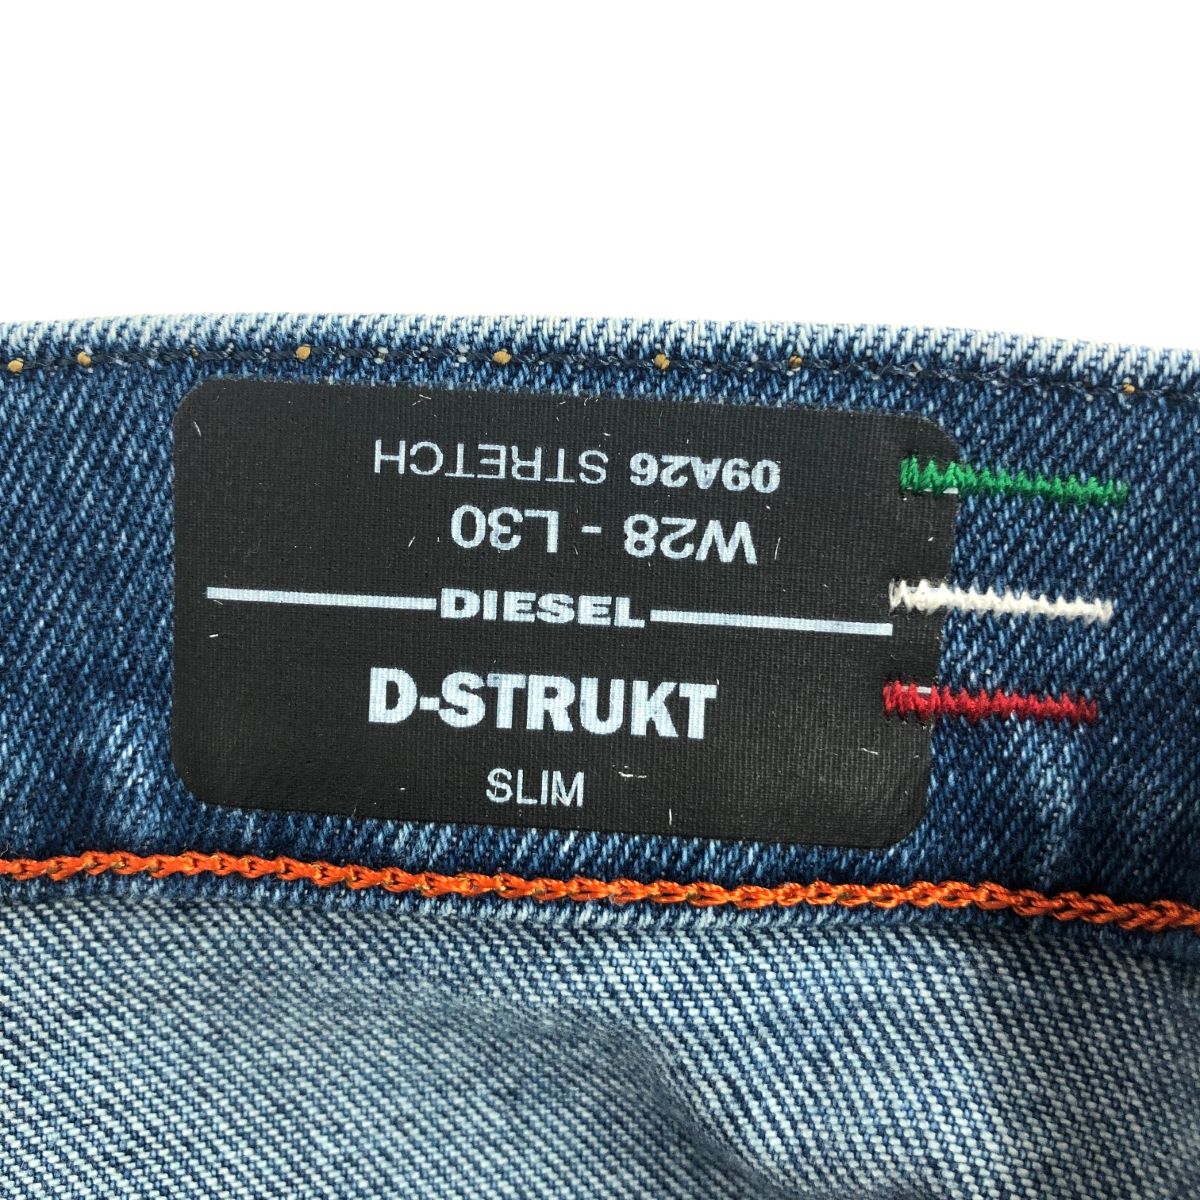 09A26 STRETCH
W28 - L30
DIESEL
D-STRUKT
SLIM